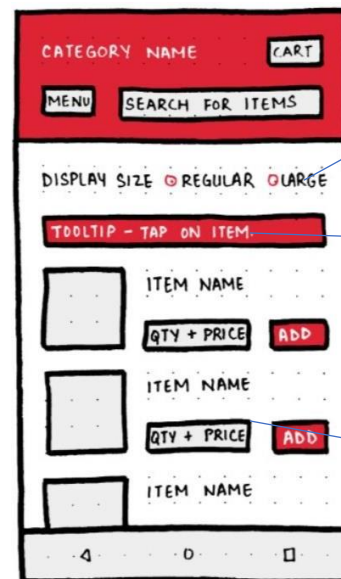 CATEGORY NAME CART
MENU SEARCH FOR ITEMS
DISPLAY SIZE REGULAR LARGE
TOOLTIP - TAP ON ITEM.
ITEM NAME
QTY + PRICE ADD
ITEM NAME
QTY + PRICE ADD
ITEM NAME